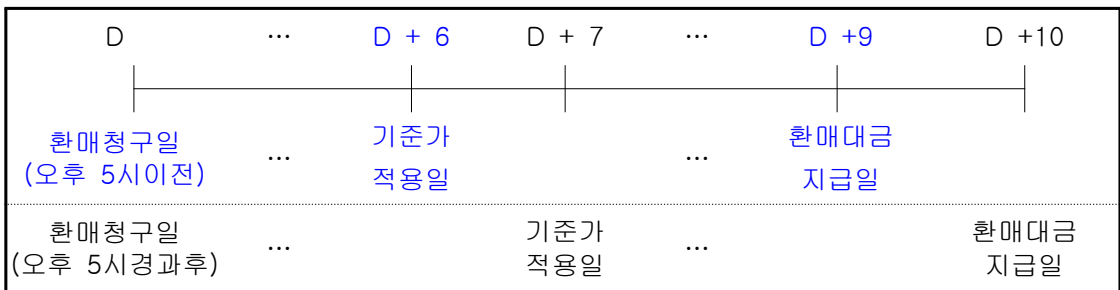 D ··· D + 6 D + 7 ··· D +9 D +10
환매청구일 ··· 기준가 ··· 환매대금
(오후 5시이전) 적용일 지급일
환매청구일 ··· 기준가 ··· 환매대금
(오후 5시경과후) 적용일 지급일